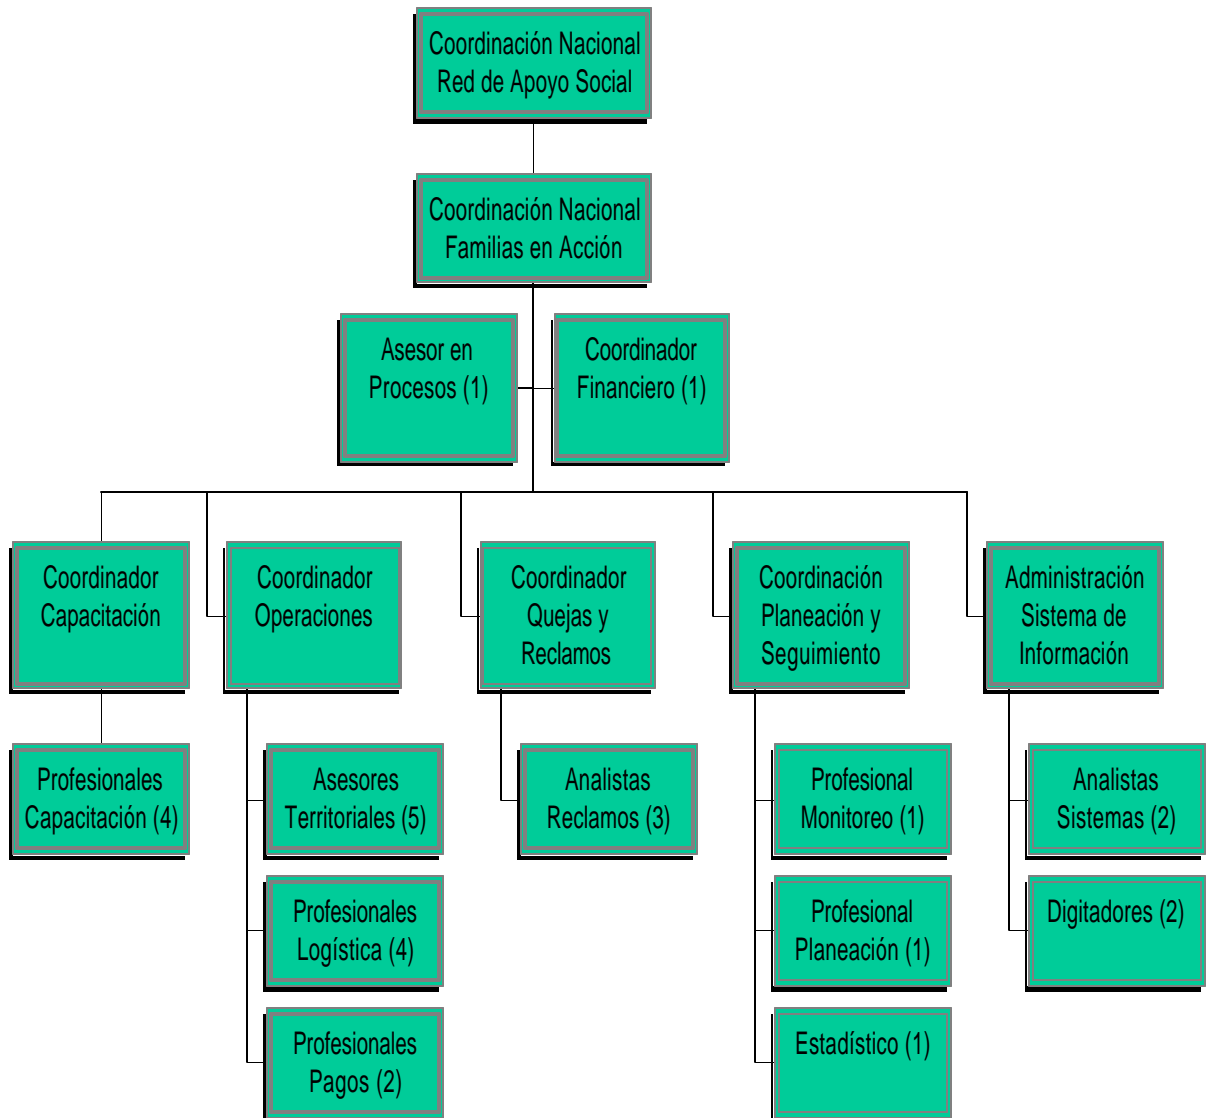 Coordinación Nacional
Red de Apoyo Social
Coordinación Nacional
Familias en Acción
Asesor en
Procesos (1)
Coordinador
Financiero (1)
Coordinador
Capacitación
Coordinador
Operaciones
Coordinador
Quejas y
Reclamos
Coordinación
Planeación y
Seguimiento
Administración
Sistema de
Información
Profesionales
Capacitación (4)
Asesores
Territoriales (5)
Analistas
Reclamos (3)
Profesional
Monitoreo (1)
Analistas
Sistemas (2)
Profesionales
Logística (4)
Profesional
Planeación (1)
Digitadores (2)
Profesionales
Pagos (2)
Estadístico (1)